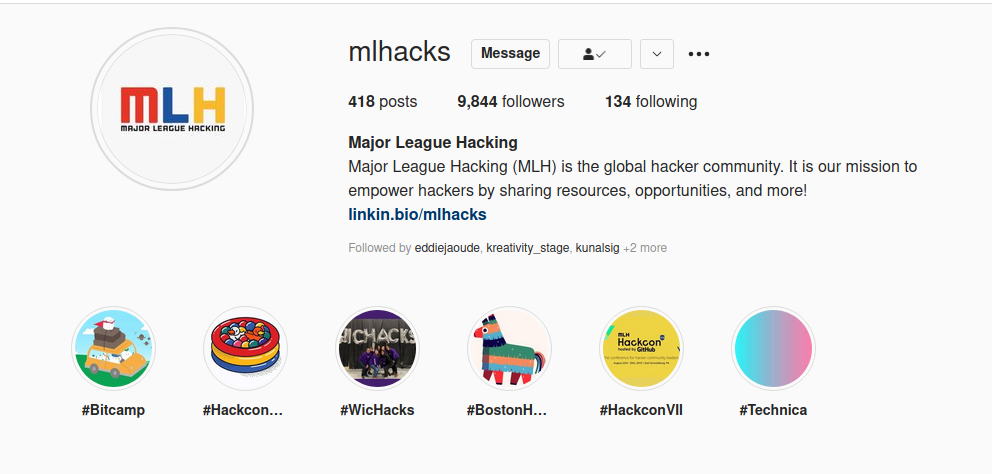 mlhacks Message
418 posts 9,844 followers 134 following
MLH
MAJOR LEAGUE HACKING
Major League Hacking
Major League Hacking (MLH) is the global hacker community. It is our mission to
empower hackers by sharing resources, opportunities, and more!
linkin.bio/mlhacks
Followed by eddiejaoude, kreativity_stage, kunalsig +2 more
WICHACKS
MLH
Hackcon
hosted by GitHub
#Bitcamp #Hackcon... #WicHacks #BostonH... #HackconVII #Technica